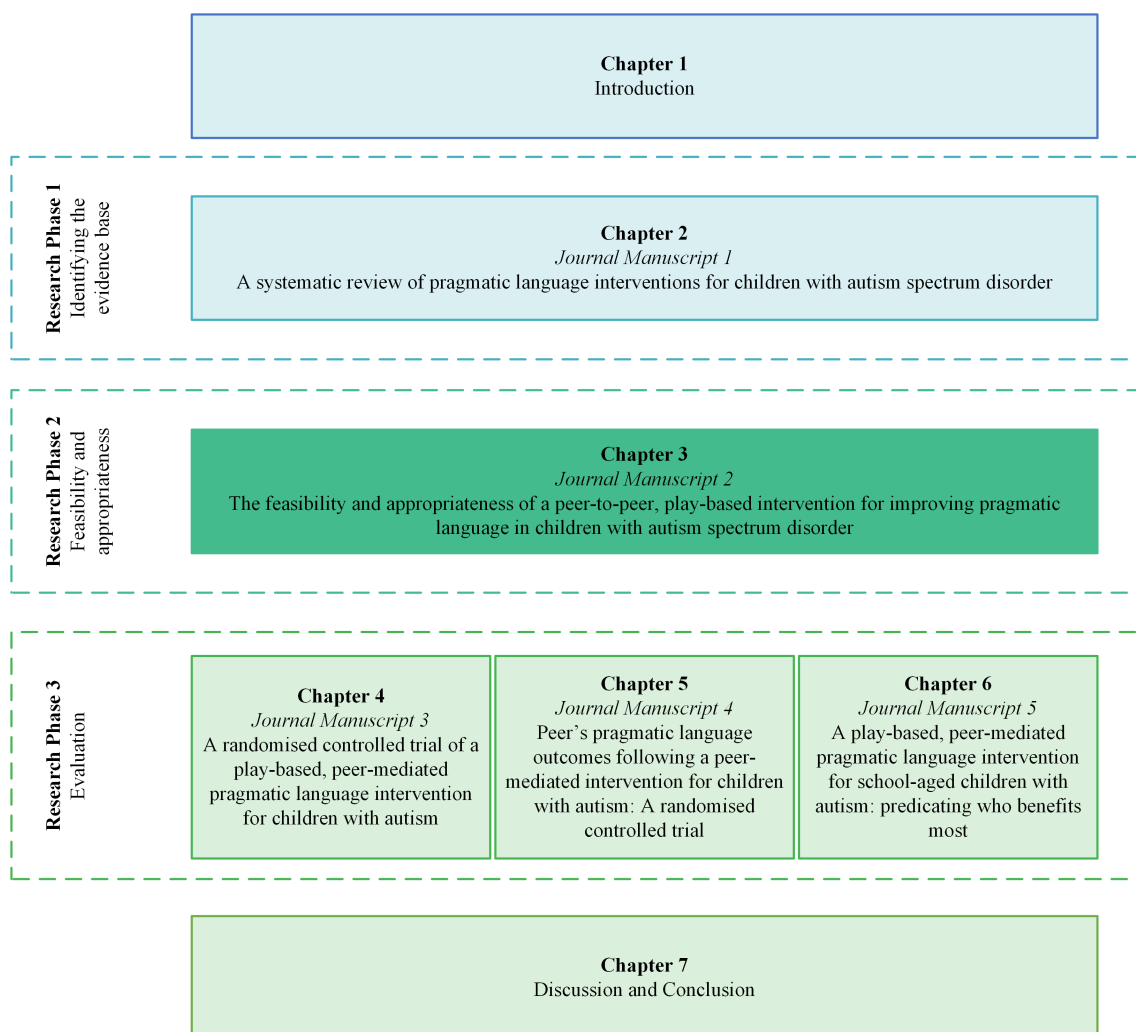 Chapter 1
Introduction
Research Phase 1
Identifying the
evidence base
Chapter 2
Journal Manuscript 1
A systematic review of pragmatic language interventions for children with autism spectrum disorder
Research Phase 2
Feasibility and
appropriateness
Chapter 3
Journal Manuscript 2
The feasibility and appropriateness of a peer-to-peer, play-based intervention for improving pragmatic
language in children with autism spectrum disorder
Research Phase 3
Evaluation
Chapter 4
Journal Manuscript 3
A randomised controlled trial of a
play-based, peer-mediated
pragmatic language intervention
for children with autism
Chapter 5
Journal Manuscript 4
Peer’s pragmatic language
outcomes following a peer-
mediated intervention for children
with autism: A randomised
controlled trial
Chapter 6
Journal Manuscript 5
A play-based, peer-mediated
pragmatic language intervention
for school-aged children with
autism: predicating who benefits
most
Chapter 7
Discussion and Conclusion